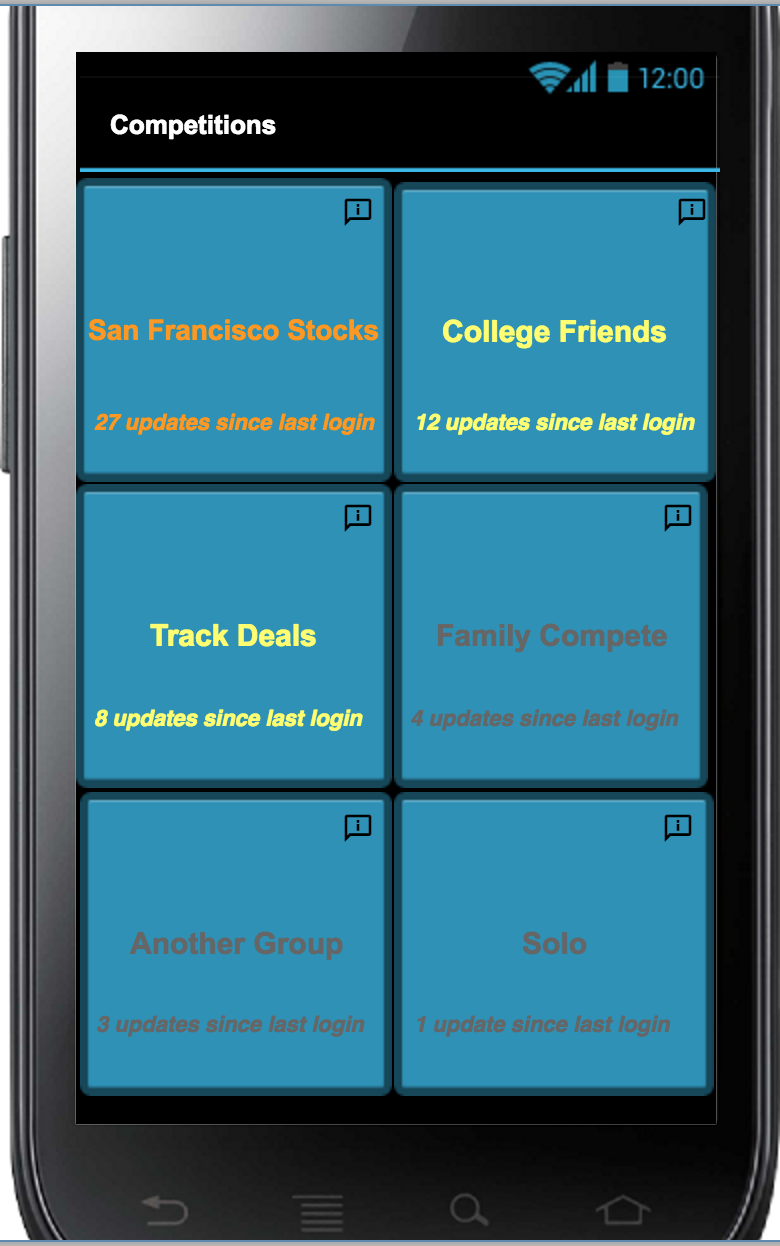 12:00
Competitions
San Francisco Stocks
27 updates since last login
College Friends
12 updates since last login
Track Deals
8 updates since last login
Family Compete
4 updates since last login
Another Group
3 updates since last login
Solo
1 update since last login